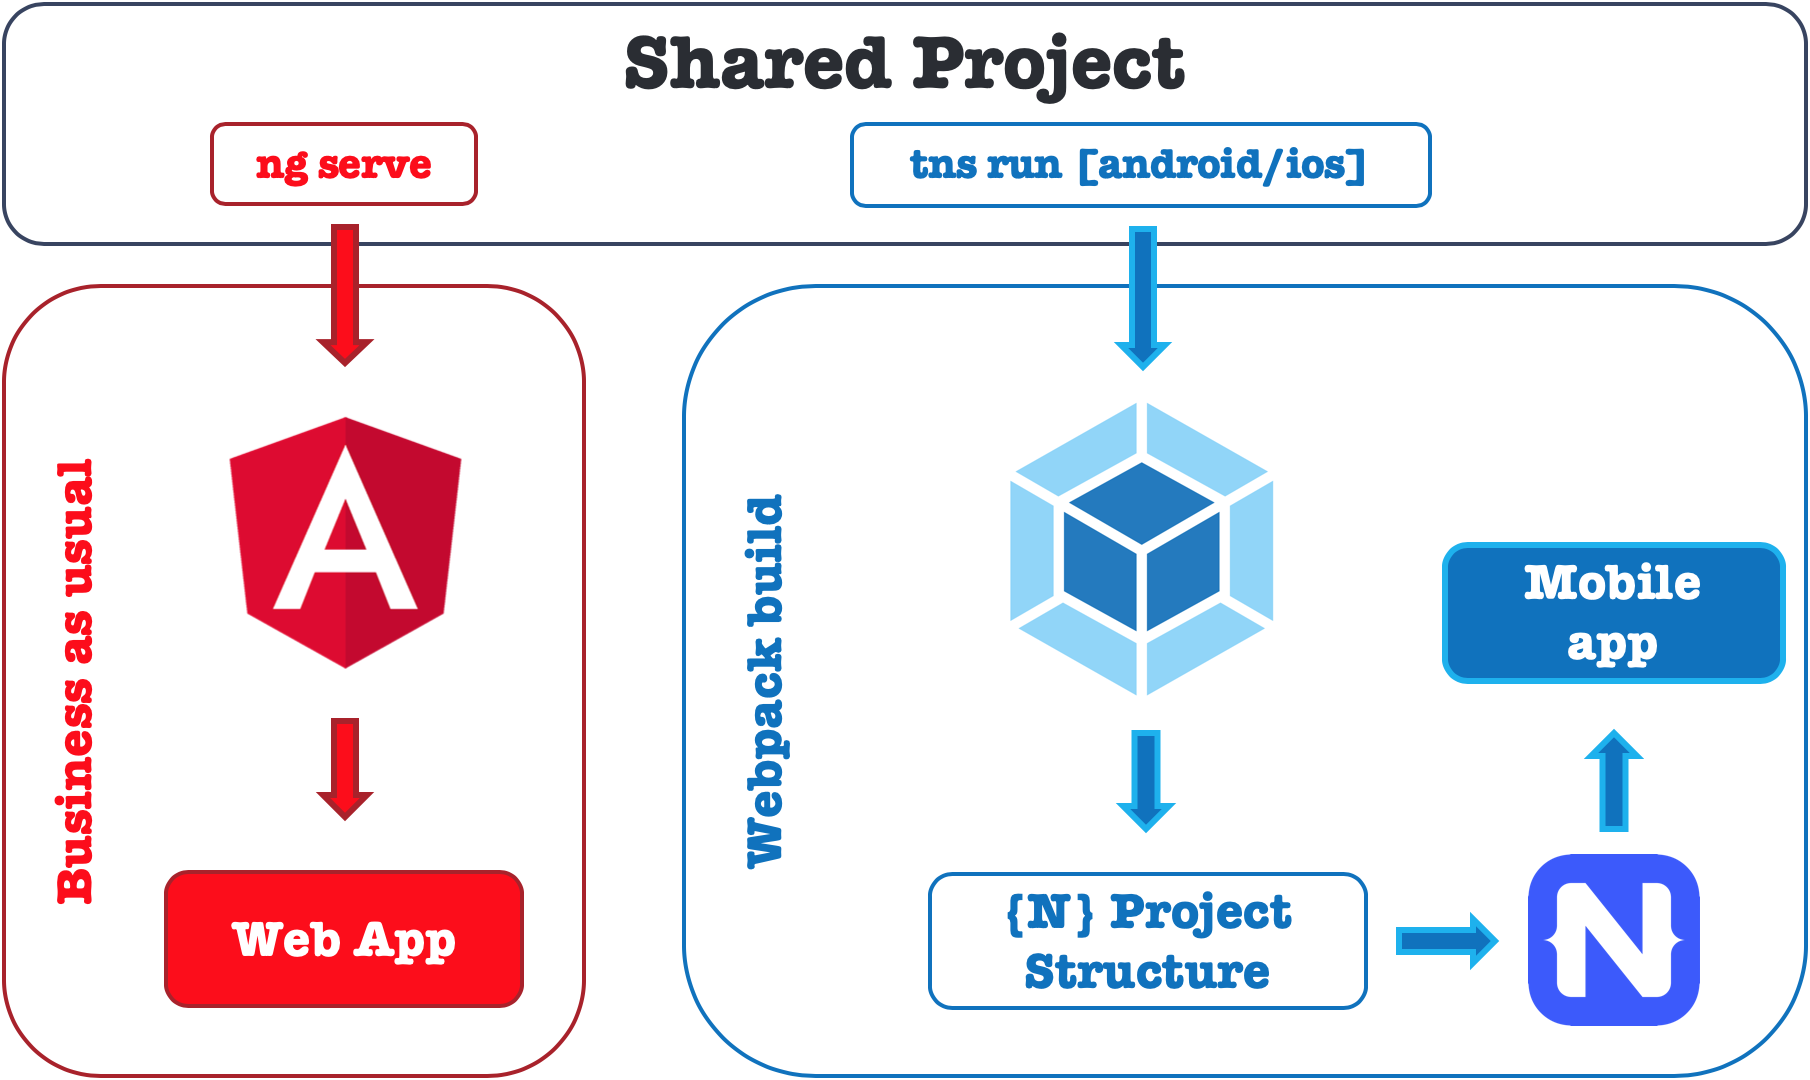 Shared Project
ng serve
tns run [android/ios]
Business as usual
Web App
Webpack build
{N} Project
Structure
Mobile
app